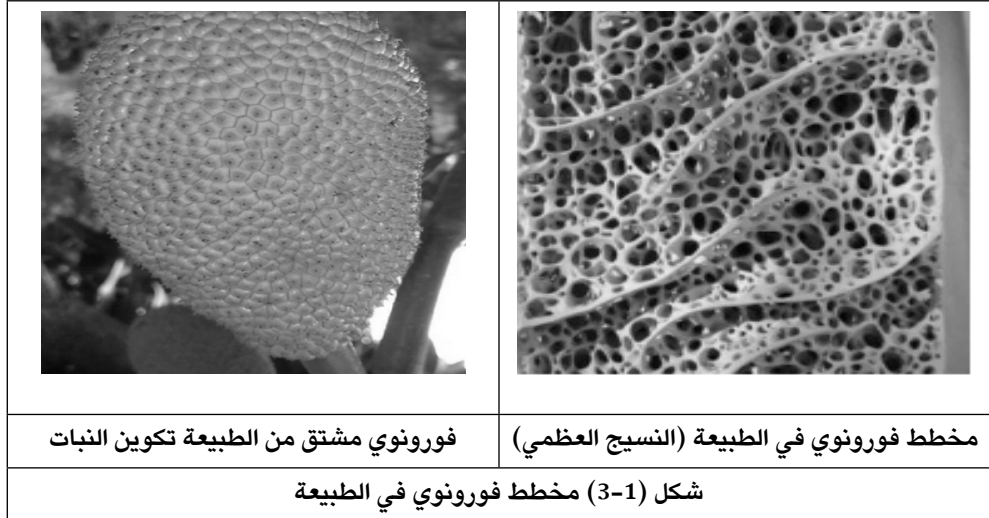 مخطط فورونوي في الطبيعة (النسيج العظمي)
فورونوي مشتق من الطبيعة تكوين النبات
شكل (1-3) مخطط فورونوي في الطبيعة